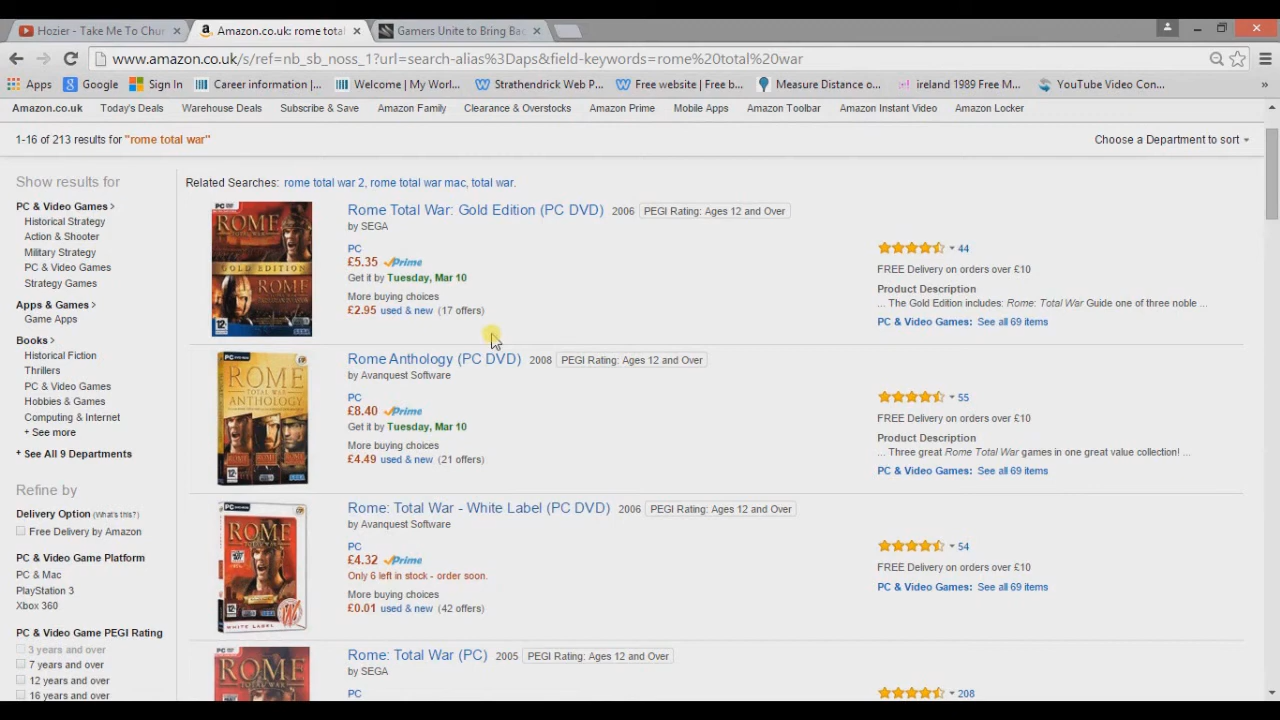 Hozier - Take Me To Chur
Amazon.co.uk: rome total
Gamers Unite to Bring Bac
www.amazon.co.uk/s/ref=nb_sb_noss_1?url=search-alias%3Daps&field-keywords=rome%20total%20war
Apps
Google
Sign In
Career information |...
Welcome | My Worl...
Strathendrick Web P...
Free website | Free b...
Measure Distance o...
ireland 1989 Free M...
YouTube Video Con...
»
Amazon.co.uk
Today's Deals
Warehouse Deals
Subscribe & Save
Amazon Family
Clearance & Overstocks
Amazon Prime
Mobile Apps
Amazon Toolbar
Amazon Instant Video
Amazon Locker
1-16 of 213 results for "rome total war"
Choose a Department to sort
Show results for
PC & Video Games >
Historical Strategy
Action & Shooter
Military Strategy
PC & Video Games
Strategy Games
Apps & Games >
Game Apps
Books >
Historical Fiction
Thrillers
PC & Video Games
Hobbies & Games
Computing & Internet
+ See more
+ See All 9 Departments
Refine by
Delivery Option (What's this?)
Free Delivery by Amazon
PC & Video Game Platform
PC & Mac
PlayStation 3
Xbox 360
PC & Video Game PEGI Rating
3 years and over
7 years and over
12 years and over
16 years and over
Related Searches: rome total war 2, rome total war mac, total war.
ROME
GOLD EDITION
ROME
Rome Total War: Gold Edition (PC DVD) 2006 PEGI Rating: Ages 12 and Over
by SEGA
PC
£5.35 Prime
Get it by Tuesday, Mar 10
More buying choices
£2.95 used & new (17 offers)
44
FREE Delivery on orders over £10
Product Description
... The Gold Edition includes: Rome: Total War Guide one of three noble ...
PC & Video Games: See all 69 items
ROME
TOTAL WAR
ANTHOLOGY
Rome Anthology (PC DVD) 2008 PEGI Rating: Ages 12 and Over
by Avanquest Software
PC
£8.40 Prime
Get it by Tuesday, Mar 10
More buying choices
£4.49 used & new (21 offers)
55
FREE Delivery on orders over £10
Product Description
... Three great Rome Total War games in one great value collection! ...
PC & Video Games: See all 69 items
ROME
WHITE LABEL
Rome: Total War - White Label (PC DVD) 2006 PEGI Rating: Ages 12 and Over
by Avanquest Software
PC
£4.32 Prime
Only 6 left in stock - order soon.
More buying choices
£0.01 used & new (42 offers)
54
FREE Delivery on orders over £10
PC & Video Games: See all 69 items
ROME
Rome: Total War (PC) 2005 PEGI Rating: Ages 12 and Over
by SEGA
PC
208